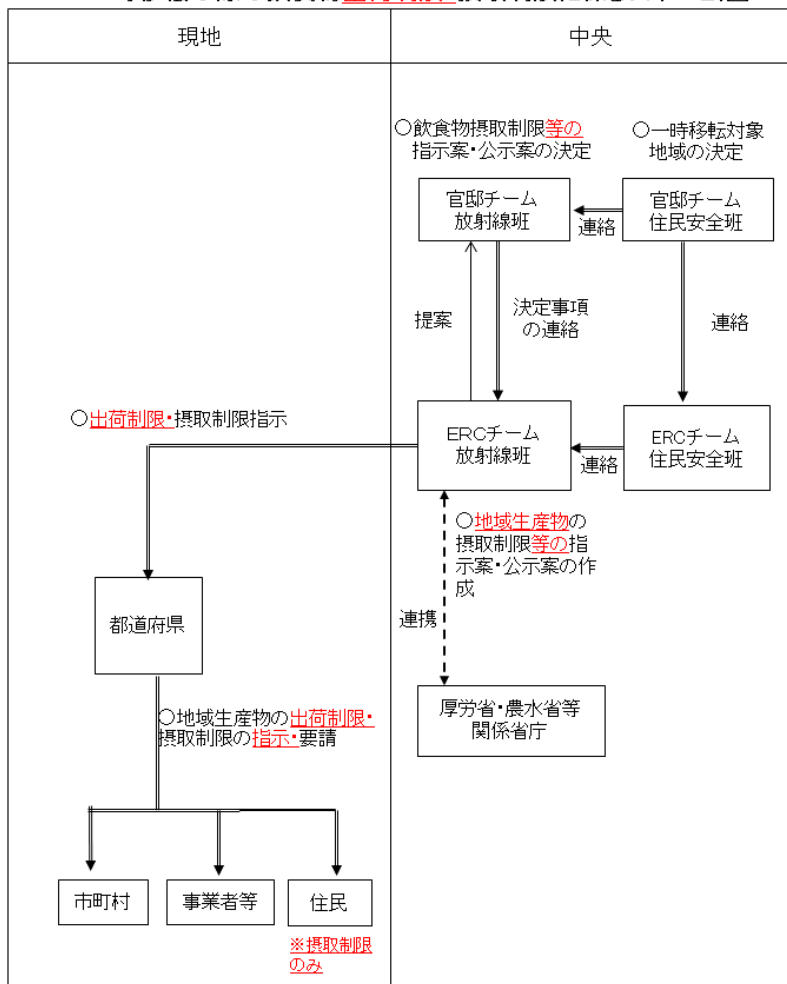 現地
中央
○飲食物摂取制限等の
指示案・公示案の決定
○一時移転対象
地域の決定
官邸チーム
放射線班
連絡
官邸チーム
住民安全班
提案
決定事項
の連絡
連絡
○出荷制限・摂取制限指示
ERCチーム
放射線班
連絡
ERCチーム
住民安全班
○地域生産物の
摂取制限等の指
示案・公示案の作
成
都道府県
連携
○地域生産物の出荷制限・
摂取制限の指示・要請
厚労省・農水省等
関係省庁
市町村
事業者等
住民
※摂取制限
のみ